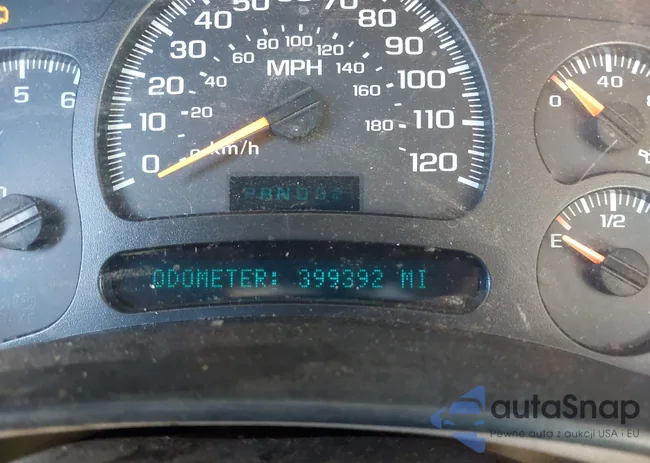 50 60 70
40 80
30 90
20 100
10 110
0 120
20 40 60 80 100 120 140 160 180
MPH
km/h
5 6
0 40
0
1/2
E
ODOMETER: 399392 MI
autaSnap
Pewne auta z aukcji USA i EU